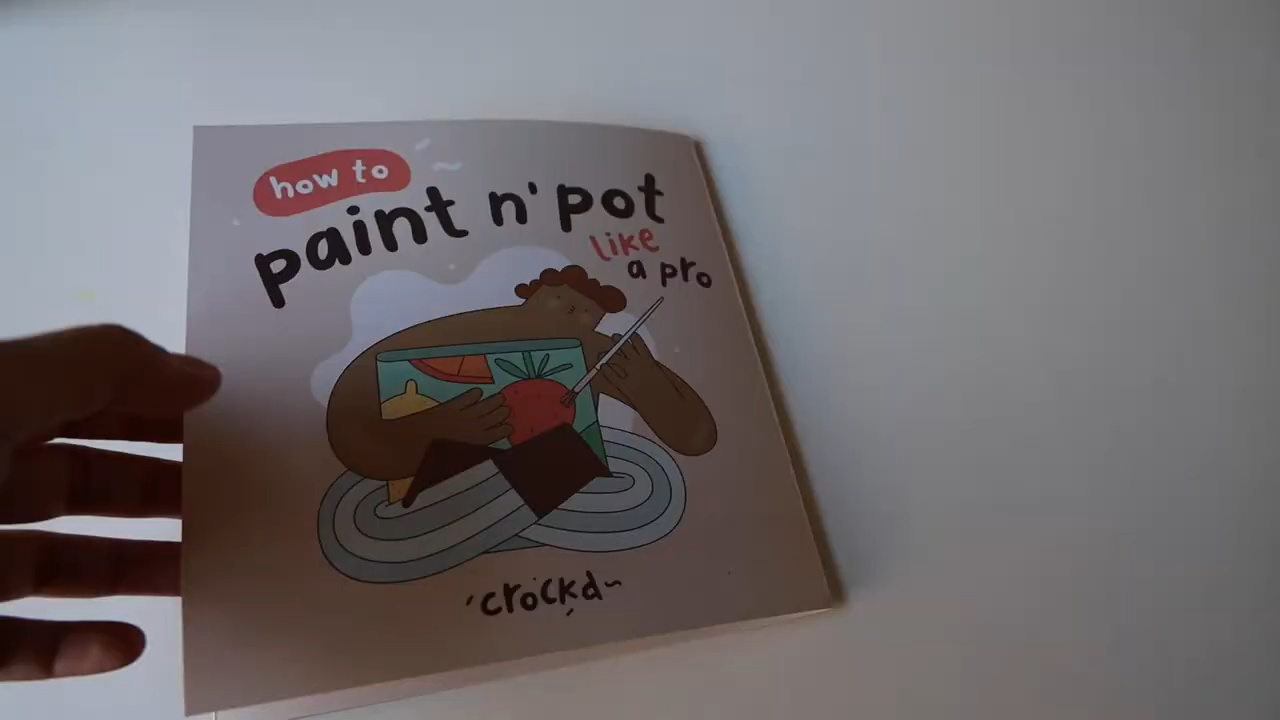 how to
paint n' pot
like
a pro
crockd